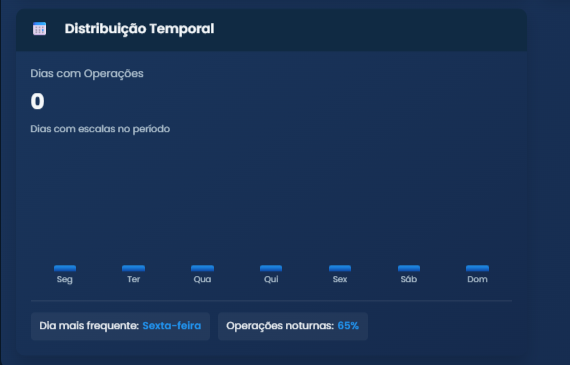 Distribuição Temporal
Dias com Operações
0
Dias com escalas no período
Seg Ter Qua Qui Sex Sáb Dom
Dia mais frequente: Sexta-feira Operações noturnas: 65%